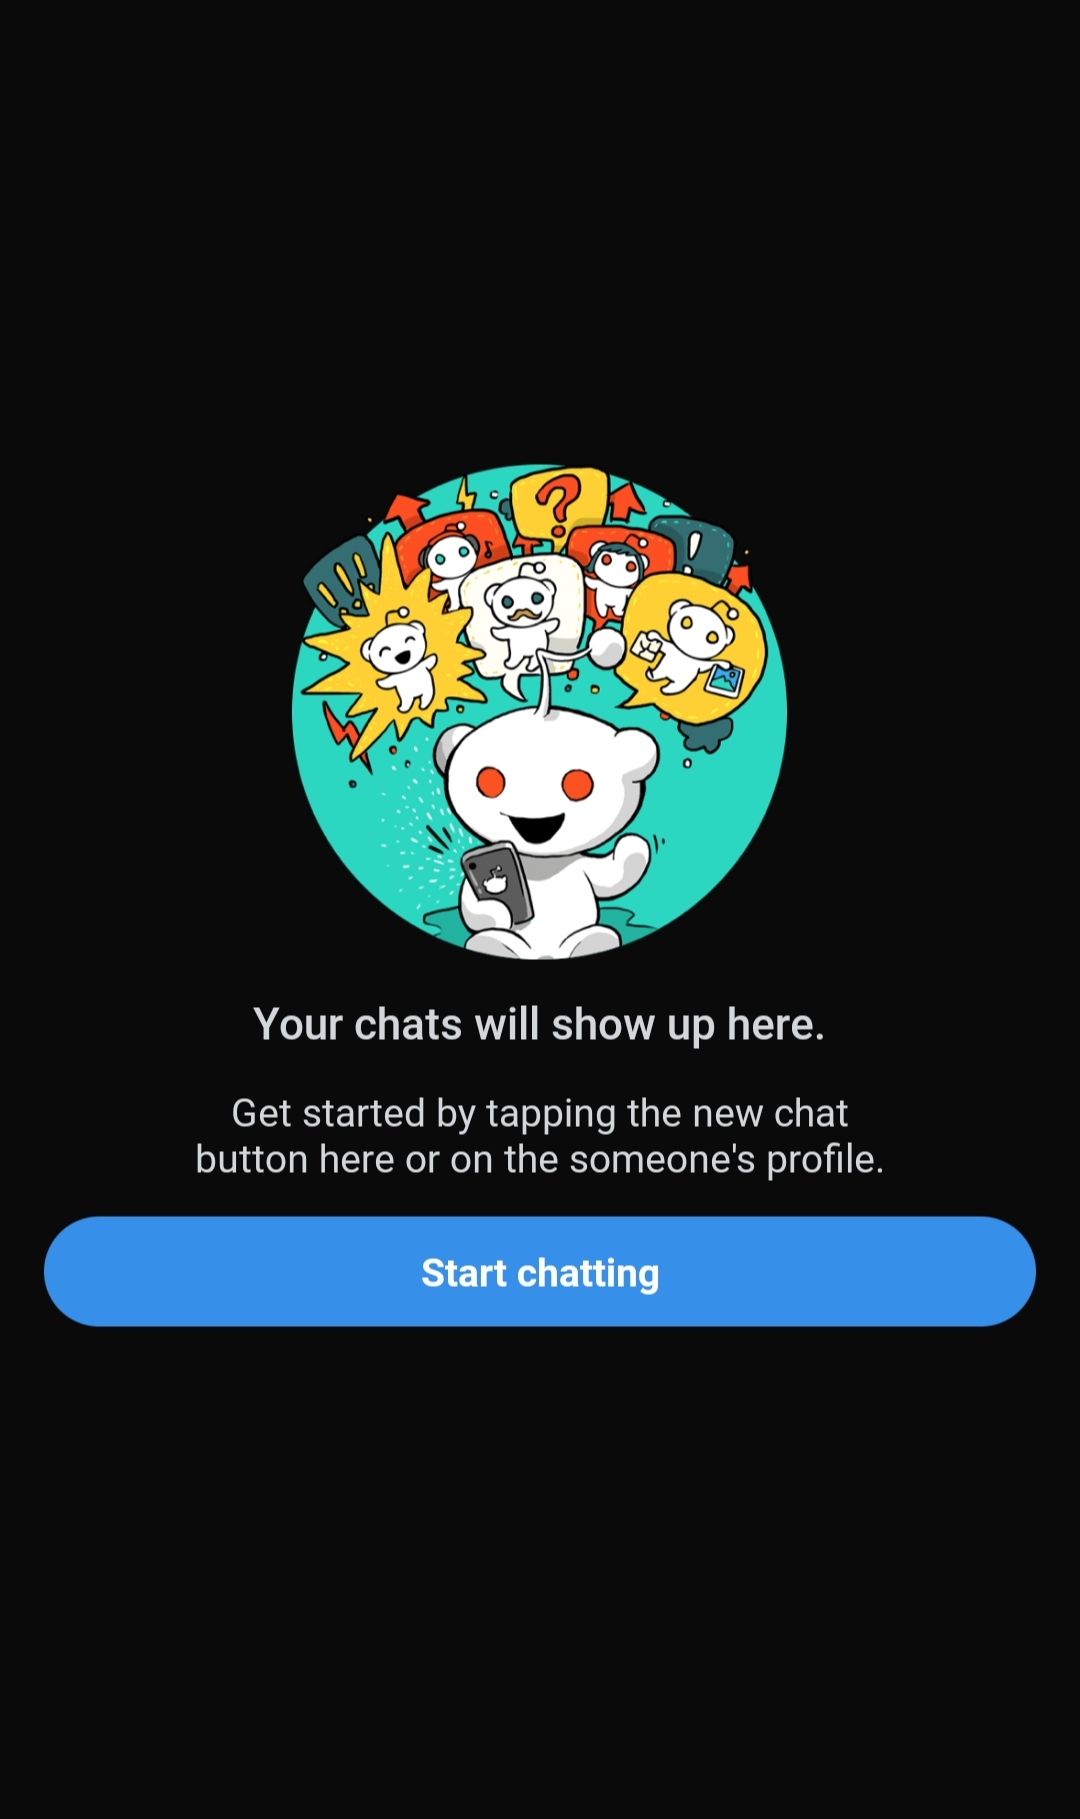 ?
!!!
!
Your chats will show up here.
Get started by tapping the new chat
button here or on the someone's profile.
Start chatting